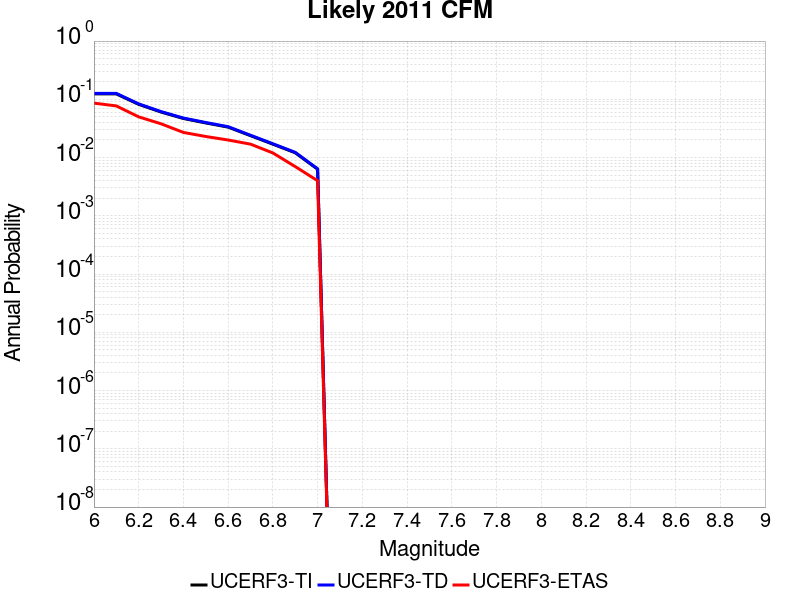 Likely 2011 CFM
10^0
10^-1
10^-2
10^-3
10^-4
10^-5
10^-6
10^-7
10^-8
Annual Probability
6 6.2 6.4 6.6 6.8 7 7.2 7.4 7.6 7.8 8 8.2 8.4 8.6 8.8 9
Magnitude
UCERF3-TI UCERF3-TD UCERF3-ETAS